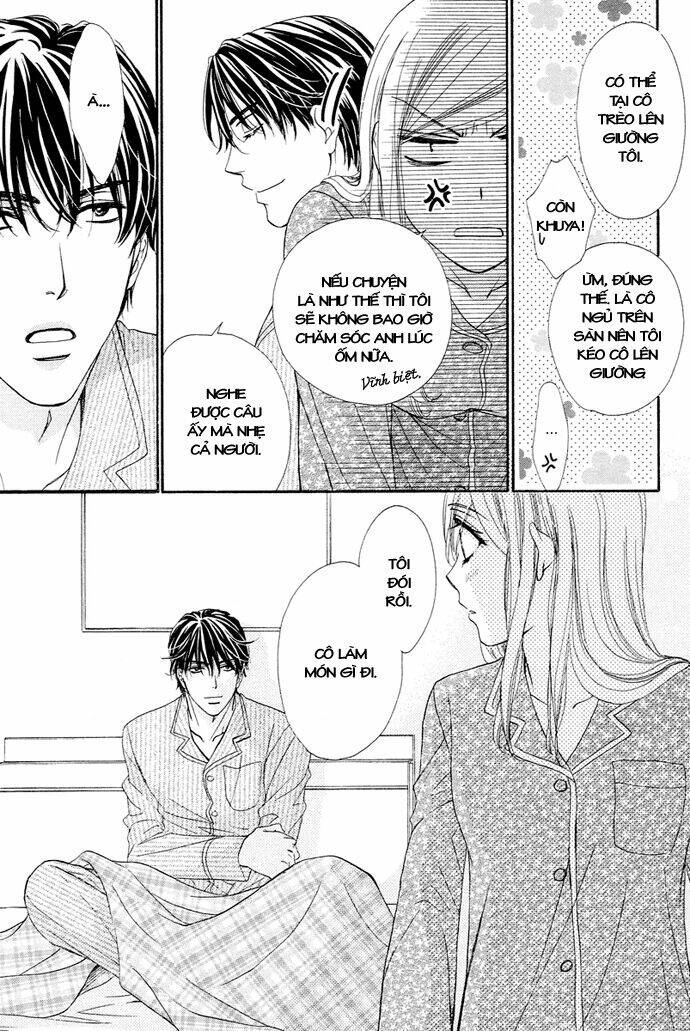 CÓ THỂ
TẠI CÔ
TRÈO LÊN
GIƯỜNG
TÔI.
CÒN
KHUYA!
ỪM, ĐÚNG
THẾ. LÀ CÔ
NGỦ TRÊN
SÀN NÊN TÔI
KÉO CÔ LÊN
GIƯỜNG
...
NẾU CHUYỆN
LÀ NHƯ THẾ THÌ TÔI
SẼ KHÔNG BAO GIỜ
CHĂM SÓC ANH LÚC
ỐM NỮA.
Vĩnh biệt.
NGHE
ĐƯỢC CÂU
ẤY MÀ NHẸ
CẢ NGƯỜI.
À...
TÔI
ĐÓI
RỒI.
CÔ LÀM
MÓN GÌ ĐI.